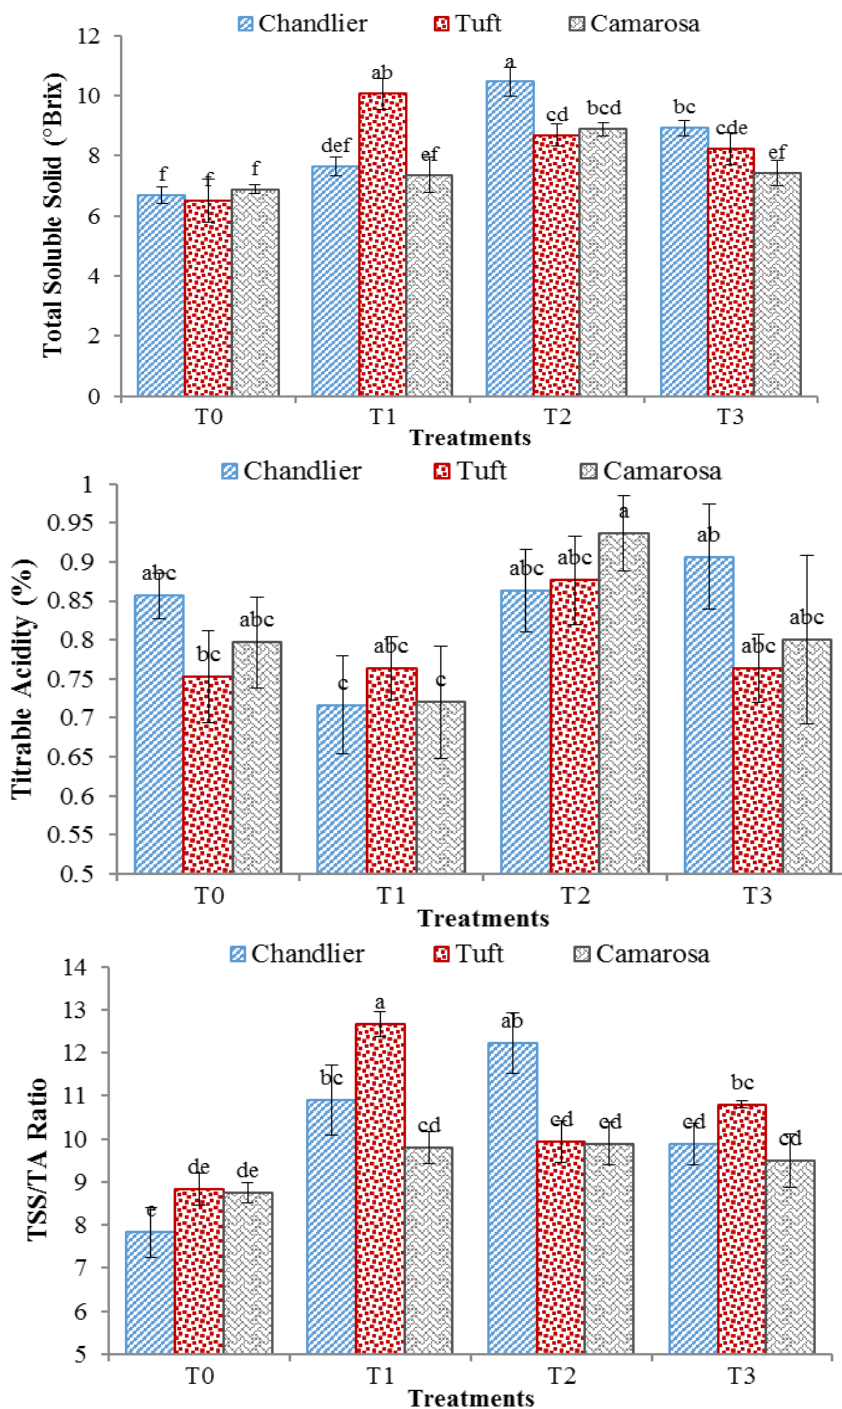 Chandlier Tuft Camarosa
Total Soluble Solid (°Brix)
12
10
8
6
4
2
0
f f f
def ab ef
a cd bcd
bc cde ef
T0 T1 T2 T3
Treatments
Chandlier Tuft Camarosa
Titrable Acidity (%)
1
0.95
0.9
0.85
0.8
0.75
0.7
0.65
0.6
0.55
0.5
abc bc abc
c abc c
abc abc a
ab abc abc
T0 T1 T2 T3
Treatments
Chandlier Tuft Camarosa
TSS/TA Ratio
14
13
12
11
10
9
8
7
6
5
e de de
bc a cd
ab cd cd
cd bc cd
T0 T1 T2 T3
Treatments